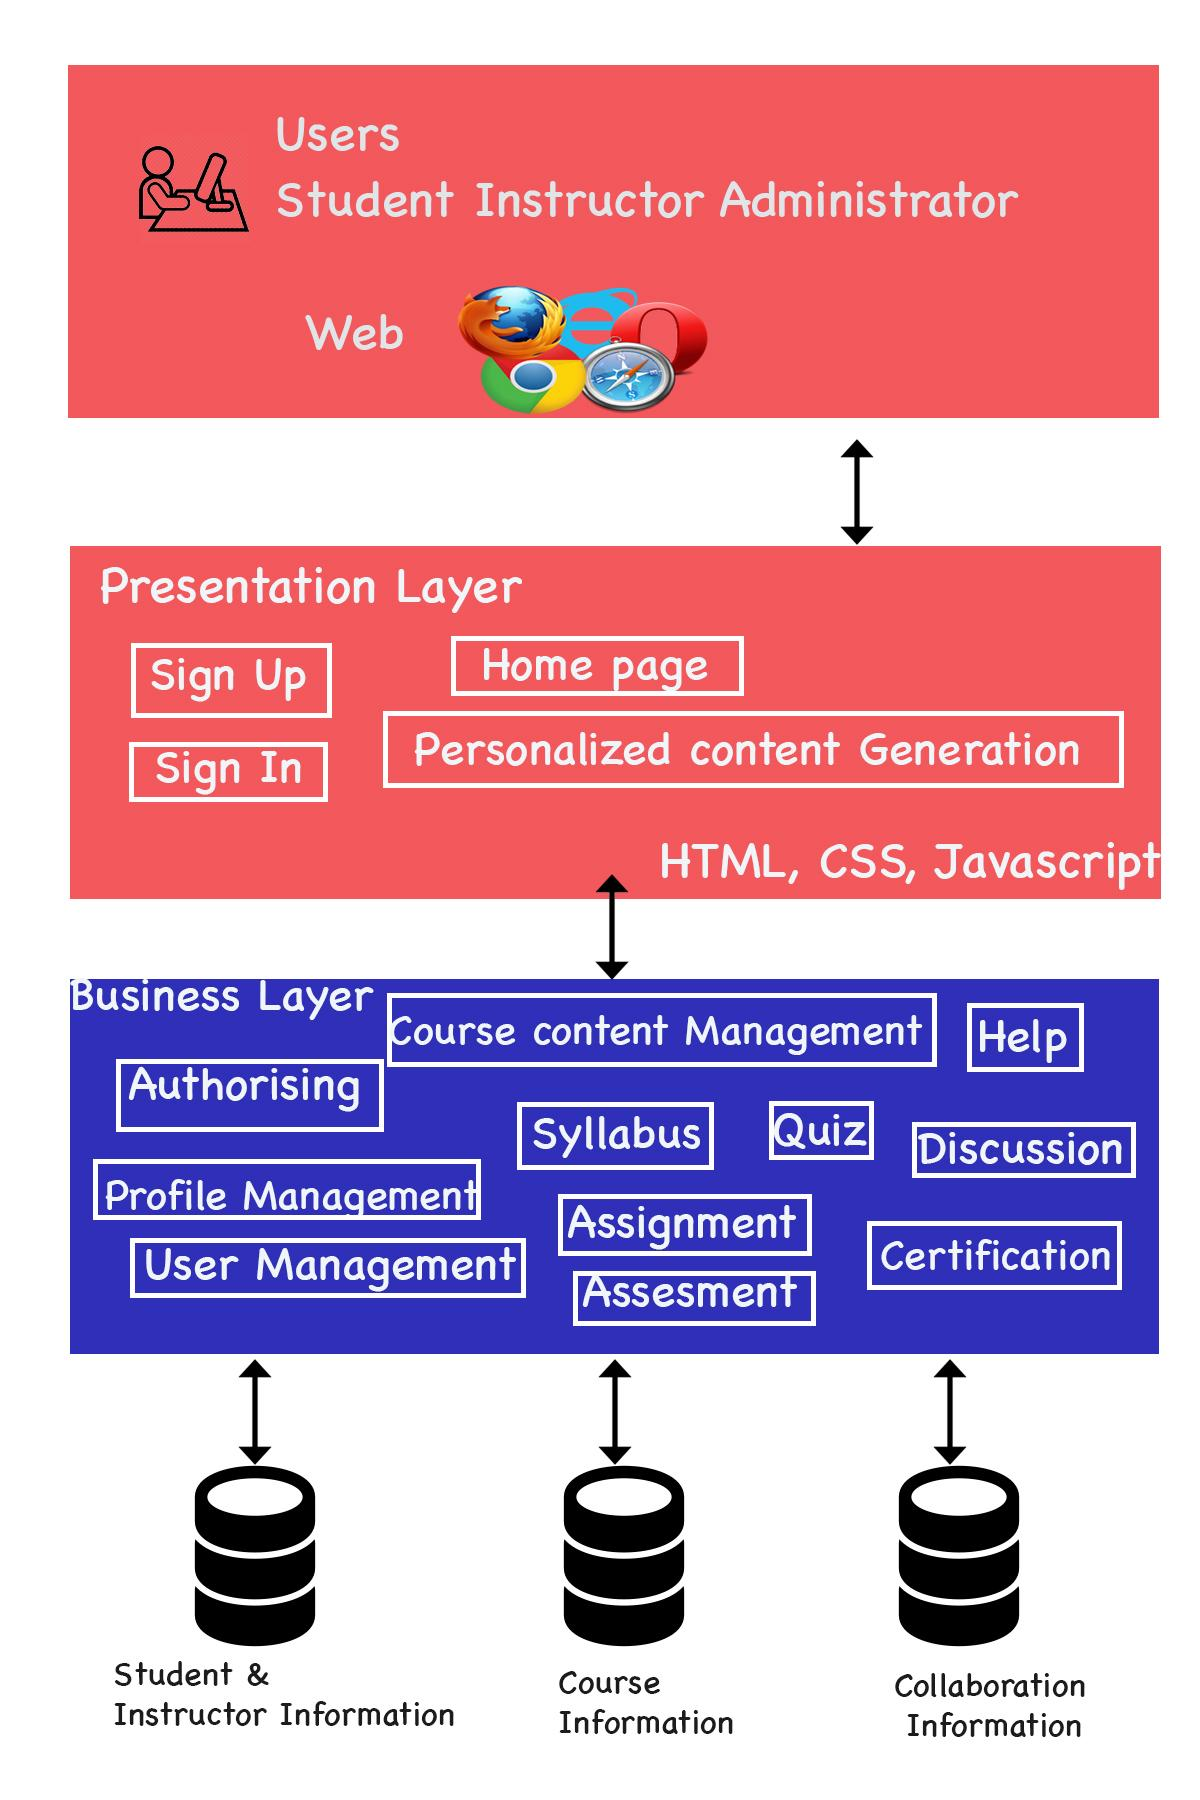 Users
Student Instructor Administrator
Web
Presentation Layer
Sign Up
Home page
Sign In
Personalized content Generation
HTML, CSS, Javascript
Business Layer
Course content Management
Help
Authorising
Syllabus
Quiz
Discussion
Profile Management
Assignment
User Management
Certification
Assesment
Student &
Instructor Information
Course
Information
Collaboration
Information